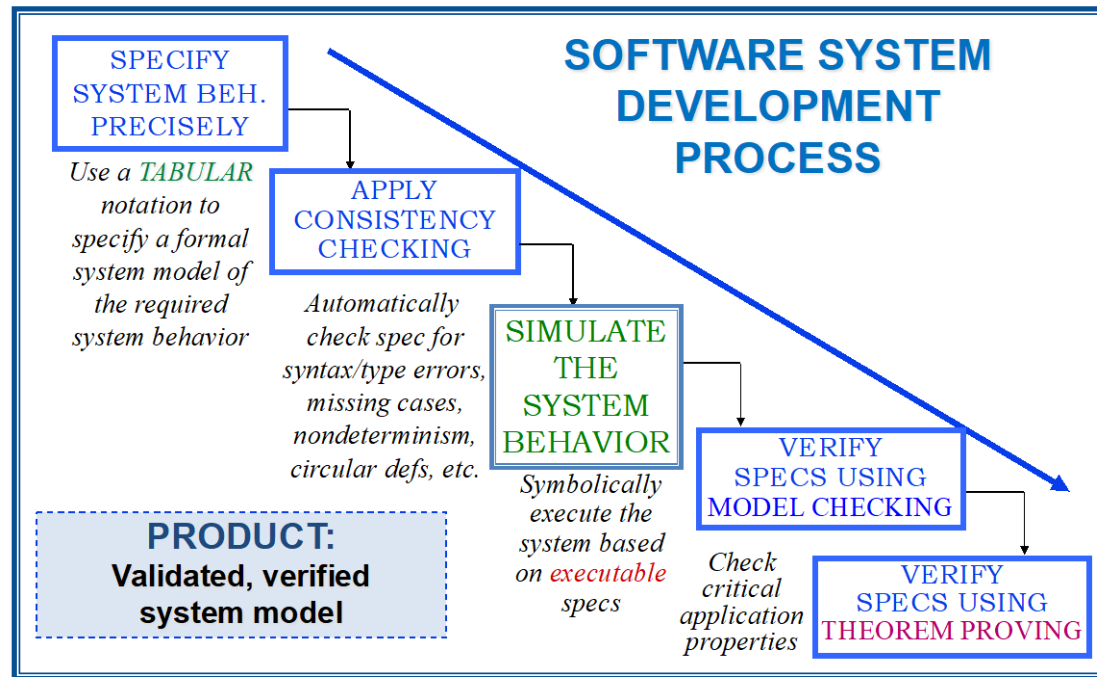 SOFTWARE SYSTEM
DEVELOPMENT
PROCESS
SPECIFY
SYSTEM BEH.
PRECISELY
Use a TABULAR
notation to
specify a formal
system model of
the required
system behavior
APPLY
CONSISTENCY
CHECKING
Automatically
check spec for
syntax/type errors,
missing cases,
nondeterminism,
circular defs, etc.
SIMULATE
THE
SYSTEM
BEHAVIOR
Symbolically
execute the
system based
on executable
specs
VERIFY
SPECS USING
MODEL CHECKING
Check
critical
application
properties
VERIFY
SPECS USING
THEOREM PROVING
PRODUCT:
Validated, verified
system model